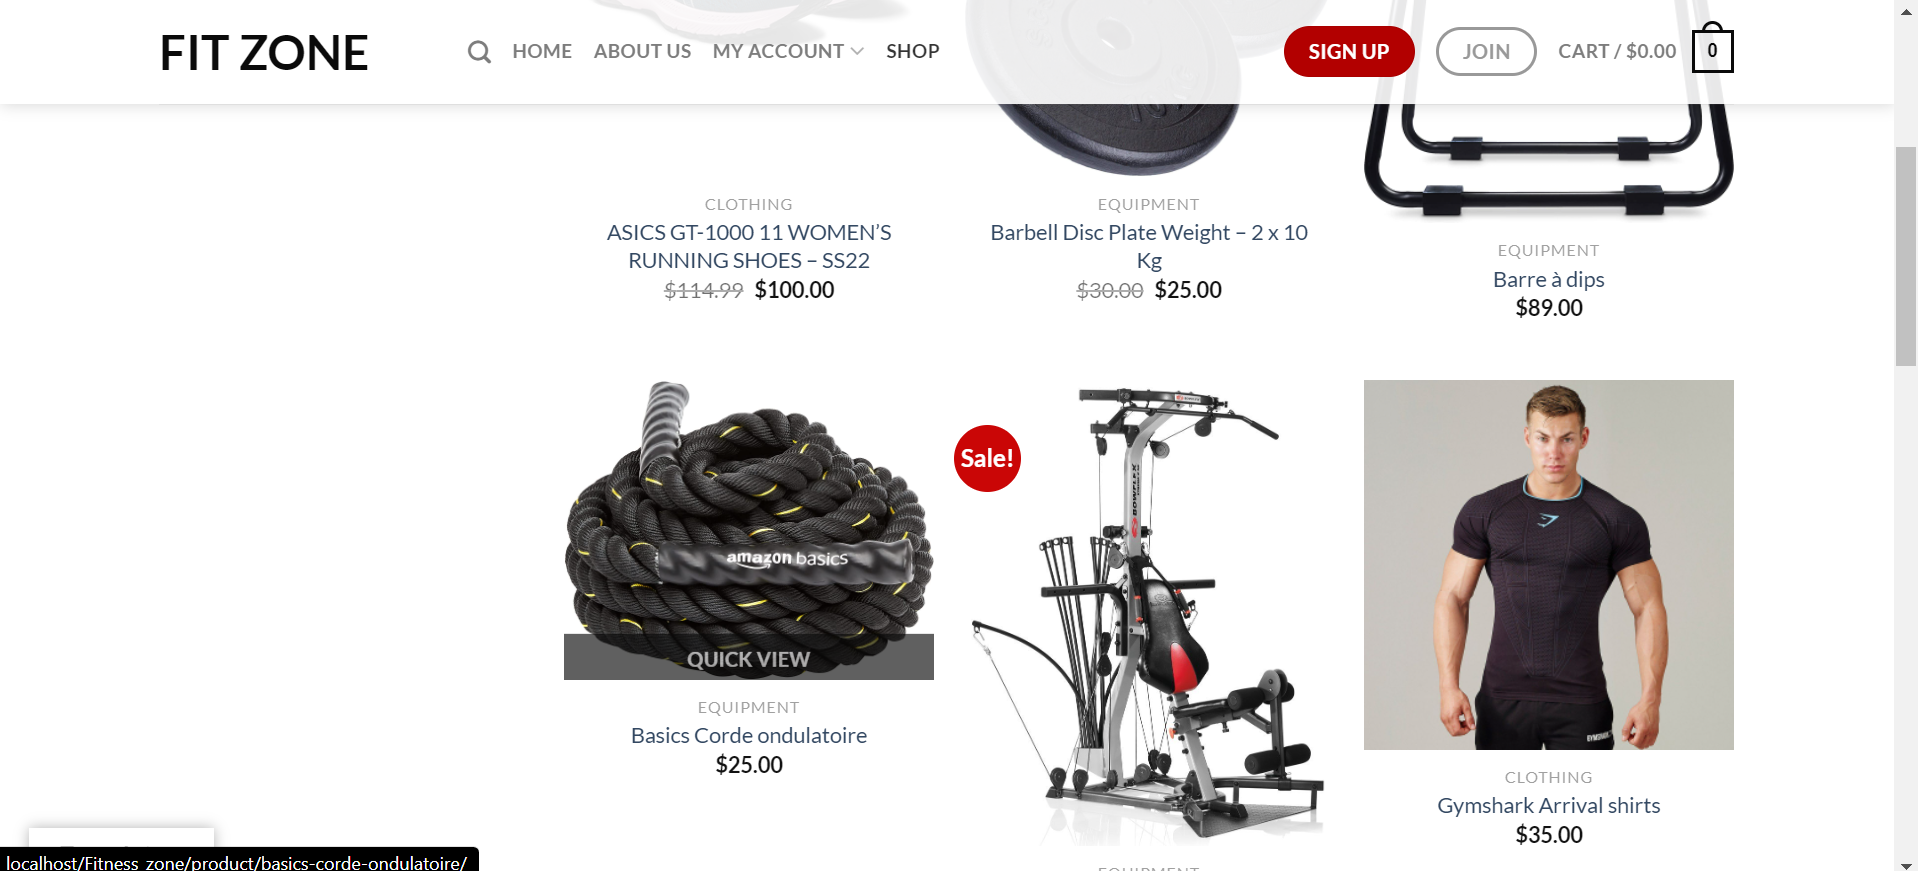 FIT ZONE
HOME
ABOUT US
MY ACCOUNT
SHOP
SIGN UP
JOIN
CART / $0.00
0
CLOTHING
ASICS GT-1000 11 WOMEN’S
RUNNING SHOES – SS22
$114.99 $100.00
EQUIPMENT
Barbell Disc Plate Weight – 2 x 10
Kg
$30.00 $25.00
EQUIPMENT
Barre à dips
$89.00
amazon basics
QUICK VIEW
EQUIPMENT
Basics Corde ondulatoire
$25.00
Sale!
BOWFLEX
EQUIPMENT
GYMSHARK
CLOTHING
Gymshark Arrival shirts
$35.00
localhost/Fitness_zone/product/basics-corde-ondulatoire/